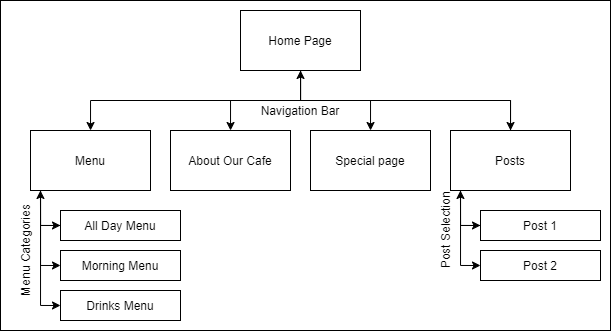 Home Page
Navigation Bar
Menu
About Our Cafe
Special page
Posts
Menu Categories
All Day Menu
Morning Menu
Drinks Menu
Post Selection
Post 1
Post 2